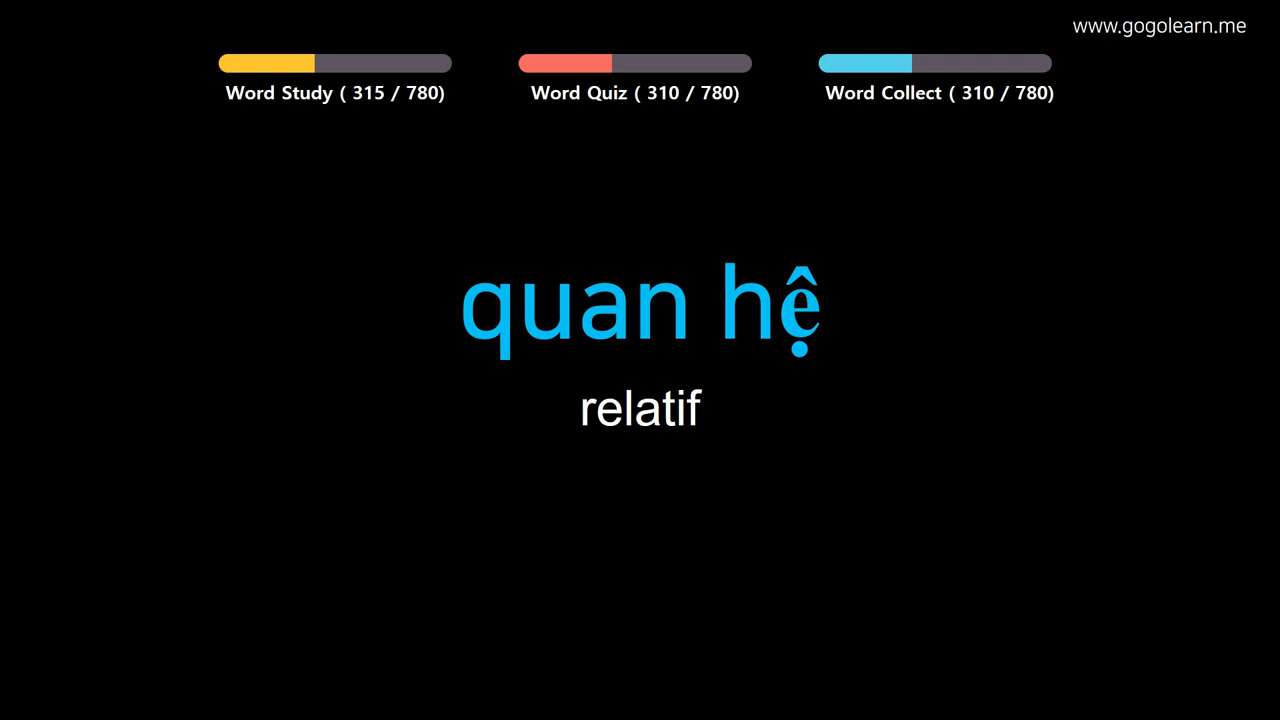 www.gogolearn.me
Word Study ( 315 / 780)
Word Quiz ( 310 / 780)
Word Collect ( 310 / 780)
quan hệ
relatif